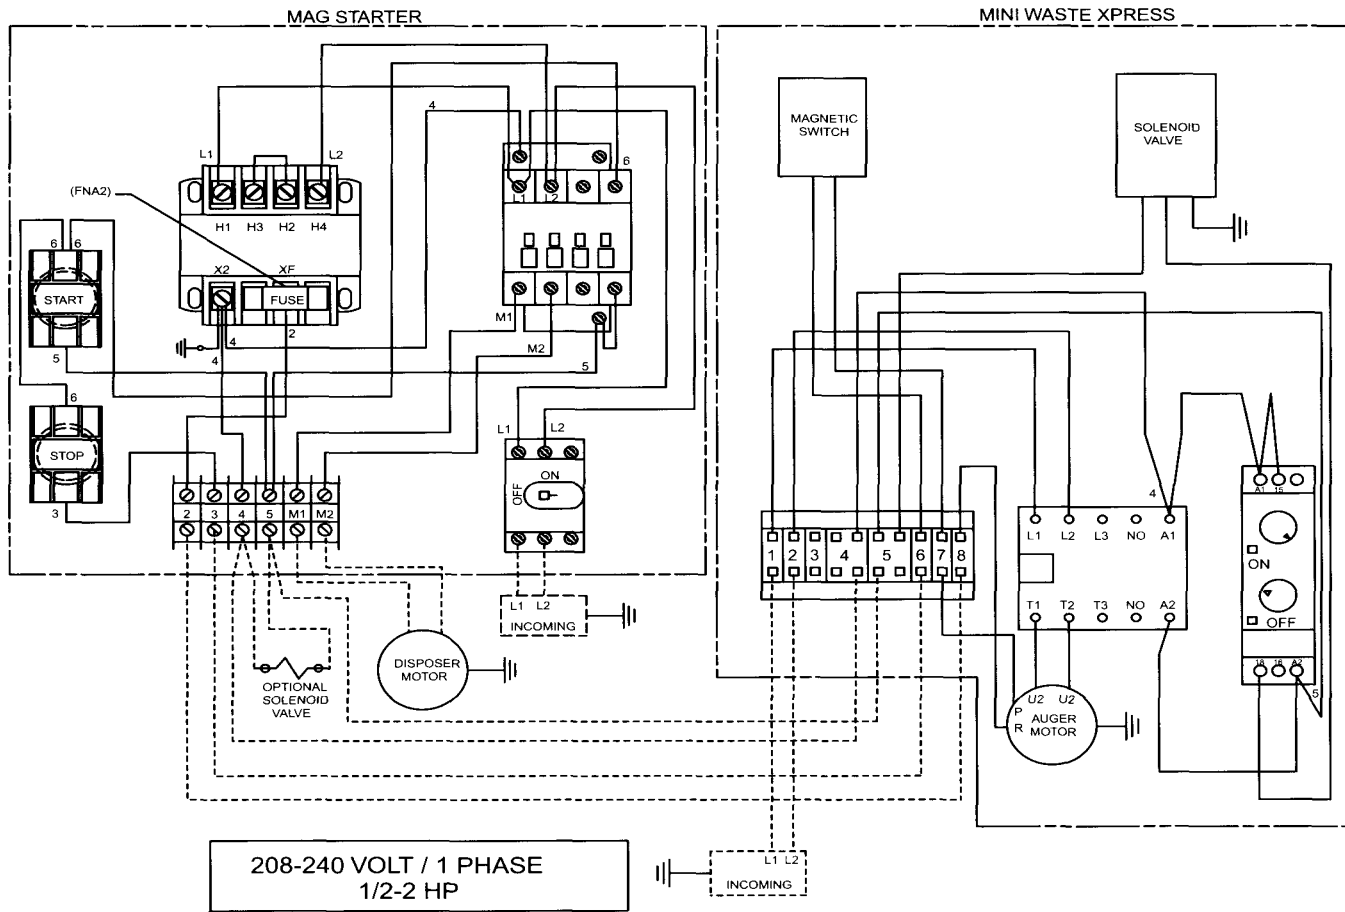 MAG STARTER
MINI WASTE XPRESS
MAGNETIC
SWITCH
SOLENOID
VALVE
4
L1
L2
6
(FNA2)
L1
L2
H1
H3
H2
H4
6
6
X2
XF
START
FUSE
M1
2
4
4
M2
5
5
6
L1
L2
STOP
ON
OFF
3
2
3
4
5
M1
M2
4
A1
15
1
2
3
4
5
6
7
8
L1
L2
L3
NO
A1
ON
T1
T2
T3
NO
A2
OFF
L1
L2
INCOMING
18
16
A2
5
DISPOSER
MOTOR
OPTIONAL
SOLENOID
VALVE
U2
U2
P
R
AUGER
MOTOR
208-240 VOLT / 1 PHASE
1/2-2 HP
L1
L2
INCOMING